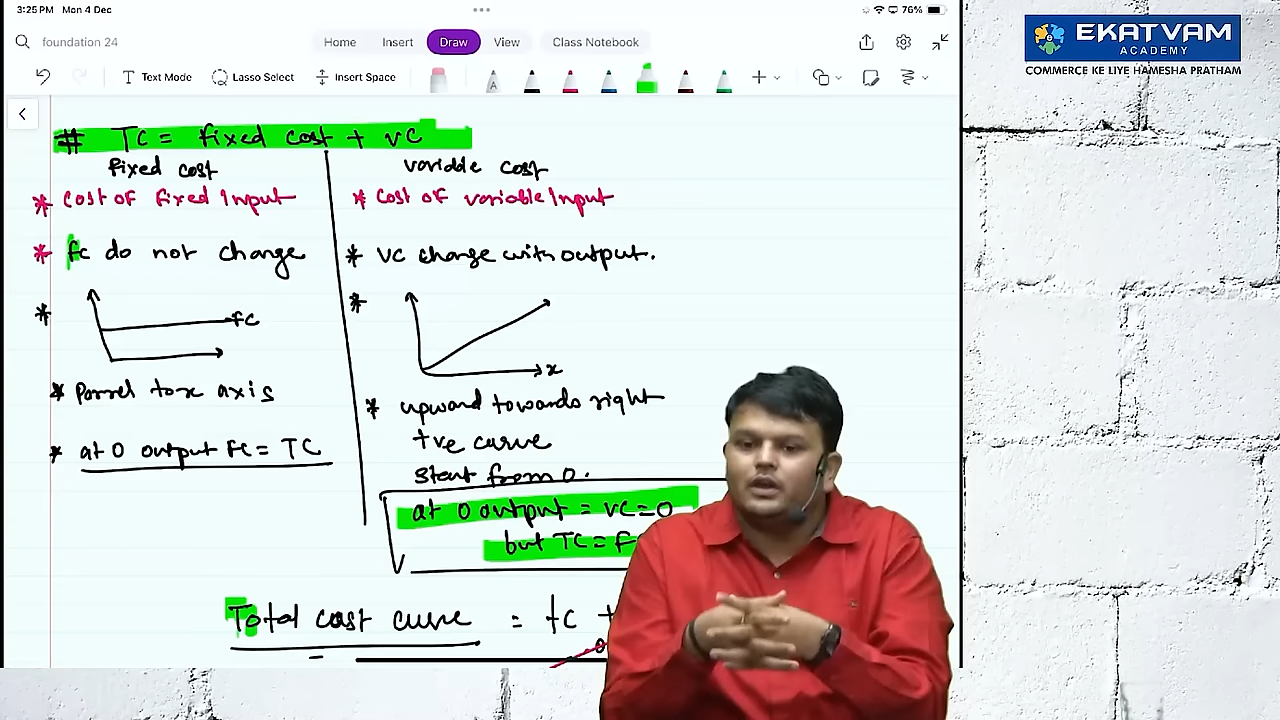 3:25 PM Mon 4 Dec
76%
EKATVAM
ACADEMY
COMMERCE KE LIYE HAMESHA PRATHAM
foundation 24
Home Insert Draw View Class Notebook
Text Mode Lasso Select Insert Space
# TC = fixed cost + VC
fixed cost
* Cost of fixed Input
* fc do not change
* fC
* Parrel to x axis
* at 0 output FC = TC
variable cost
* Cost of variable Input
* VC change with output.
* x
* upward towards right
+ve curve
Start from 0.
at 0 output = VC = 0
but TC = F
Total cost curve = fC +